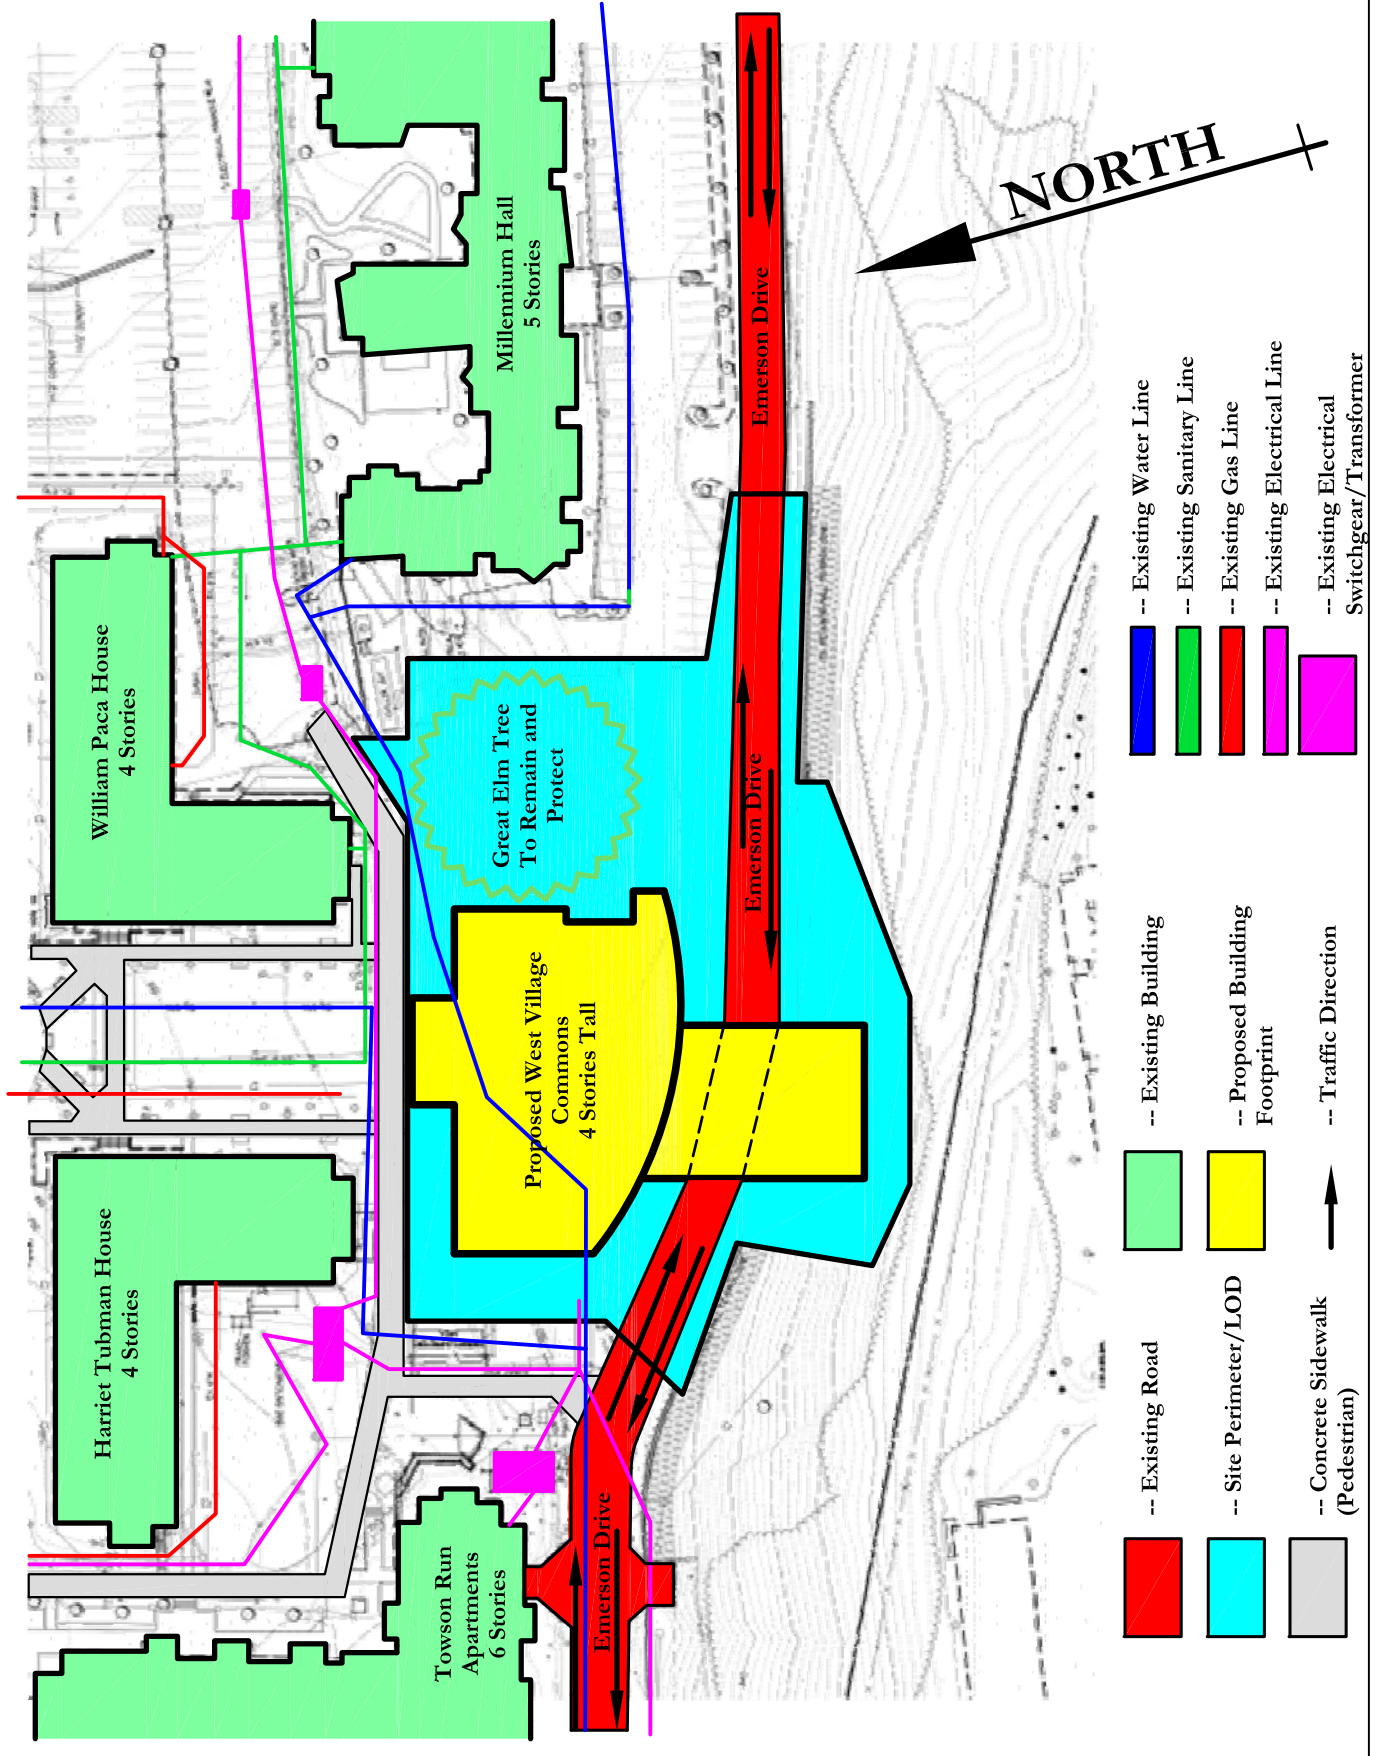 William Paca House
4 Stories
Millennium Hall
5 Stories
NORTH
Emerson Drive
Great Elm Tree
To Remain and
Protect
Emerson Drive
Proposed West Village
Commons
4 Stories Tall
Harriet Tubman House
4 Stories
Towson Run
Apartments
6 Stories
Emerson Drive
-- Existing Road
-- Site Perimeter/LOD
-- Concrete Sidewalk
(Pedestrian)
-- Existing Building
-- Proposed Building
Footprint
-- Traffic Direction
-- Existing Water Line
-- Existing Sanitary Line
-- Existing Gas Line
-- Existing Electrical Line
-- Existing Electrical
Switchgear/Transformer